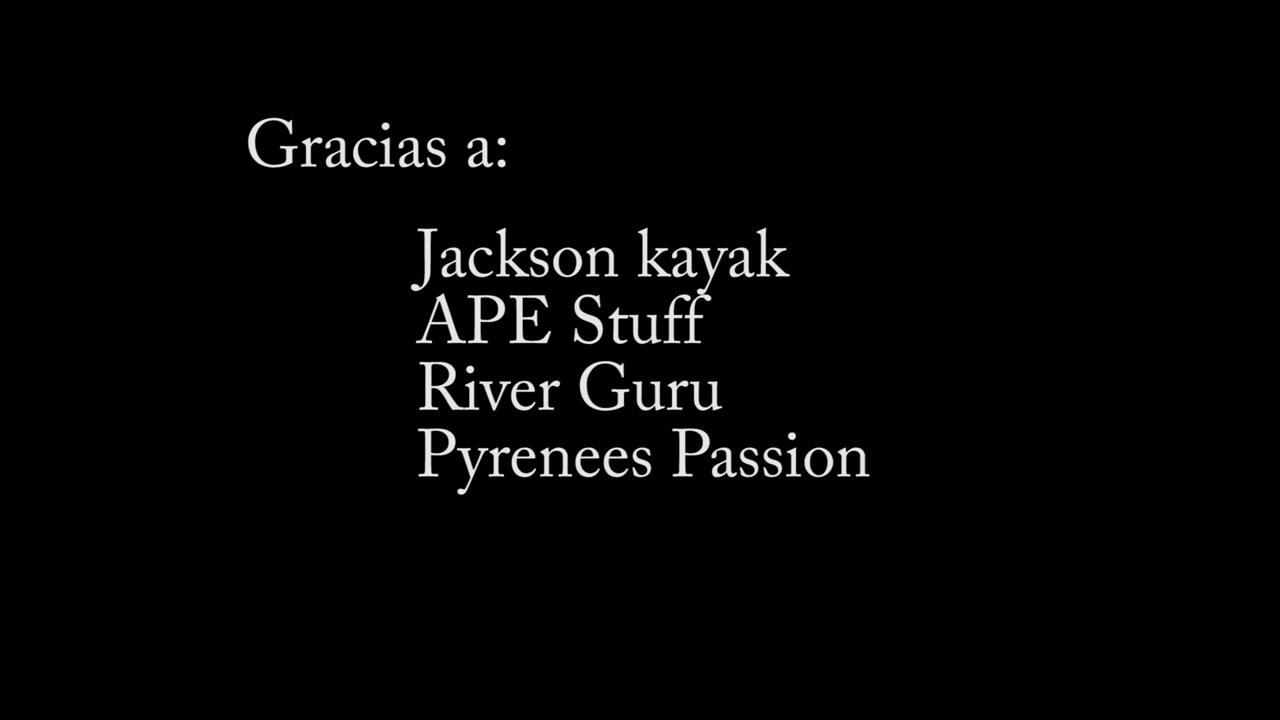 Gracias a:
Jackson kayak
APE Stuff
River Guru
Pyrenees Passion